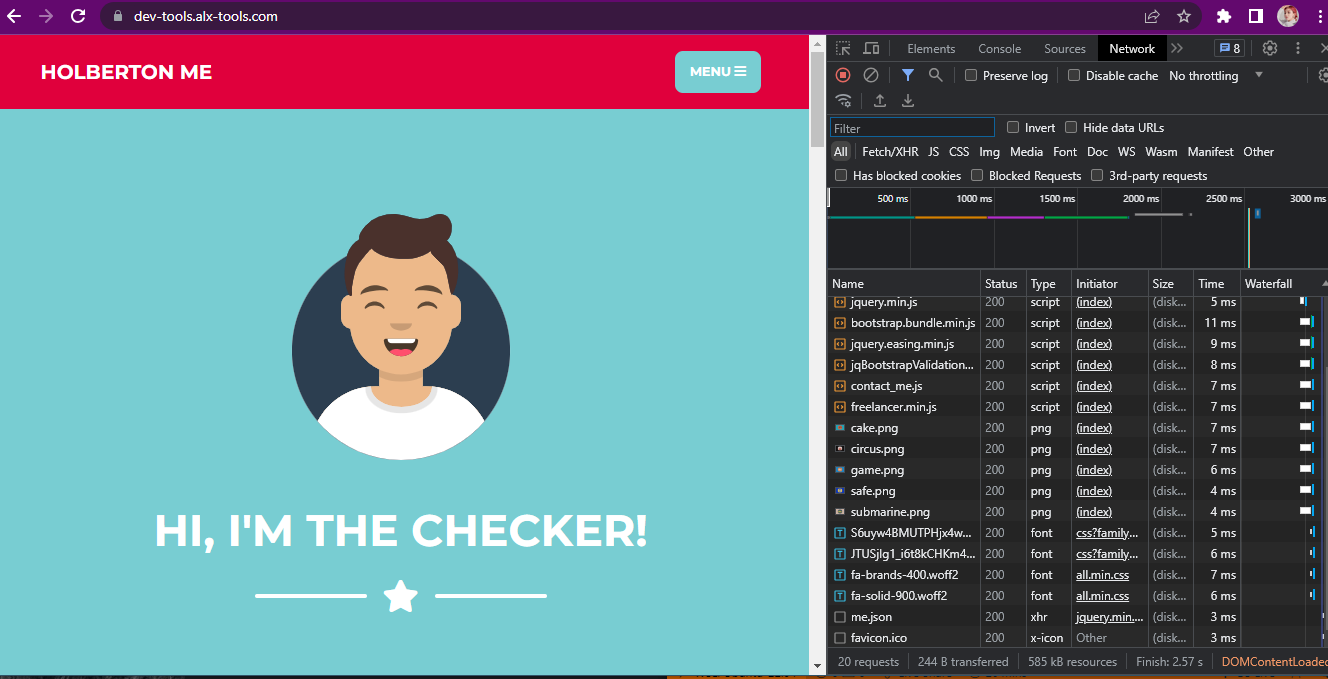 dev-tools.alx-tools.com
HOLBERTON ME
MENU
HI, I'M THE CHECKER!
Elements Console Sources Network 8
Preserve log Disable cache No throttling
Filter Invert Hide data URLs
All Fetch/XHR JS CSS Img Media Font Doc WS Wasm Manifest Other
Has blocked cookies Blocked Requests 3rd-party requests
500 ms 1000 ms 1500 ms 2000 ms 2500 ms 3000 ms
Name Status Type Initiator Size Time Waterfall
jquery.min.js 200 script (index) (disk... 5 ms
bootstrap.bundle.min.js 200 script (index) (disk... 11 ms
jquery.easing.min.js 200 script (index) (disk... 9 ms
jqBootstrapValidation... 200 script (index) (disk... 8 ms
contact_me.js 200 script (index) (disk... 7 ms
freelancer.min.js 200 script (index) (disk... 7 ms
cake.png 200 png (index) (disk... 7 ms
circus.png 200 png (index) (disk... 7 ms
game.png 200 png (index) (disk... 6 ms
safe.png 200 png (index) (disk... 4 ms
submarine.png 200 png (index) (disk... 4 ms
S6uyw4BMUTPHjx4w... 200 font css?family... (disk... 5 ms
JTUSjIg1_i6t8kCHKm4... 200 font css?family... (disk... 6 ms
fa-brands-400.woff2 200 font all.min.css (disk... 7 ms
fa-solid-900.woff2 200 font all.min.css (disk... 6 ms
me.json 200 xhr jquery.min.... (disk... 3 ms
favicon.ico 200 x-icon Other (disk... 3 ms
20 requests 244 B transferred 585 kB resources Finish: 2.57 s DOMContentLoaded